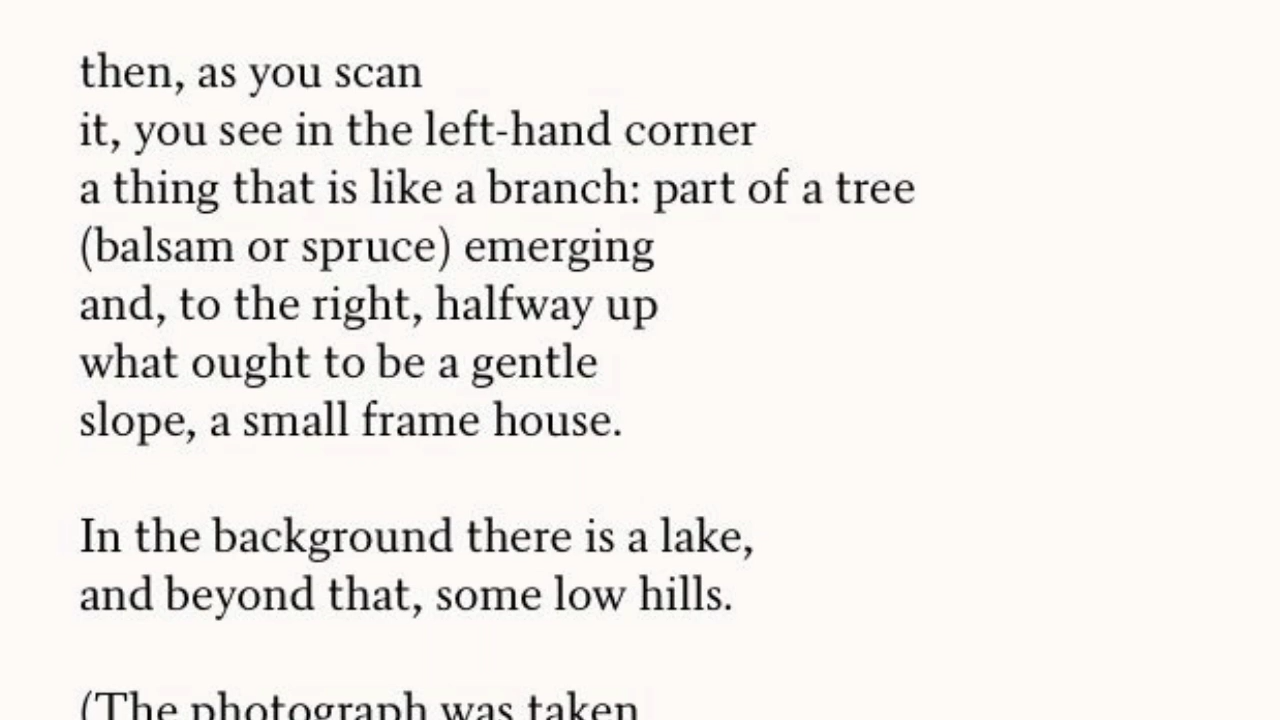 then, as you scan
it, you see in the left-hand corner
a thing that is like a branch: part of a tree
(balsam or spruce) emerging
and, to the right, halfway up
what ought to be a gentle
slope, a small frame house.
In the background there is a lake,
and beyond that, some low hills.
(The photograph was taken